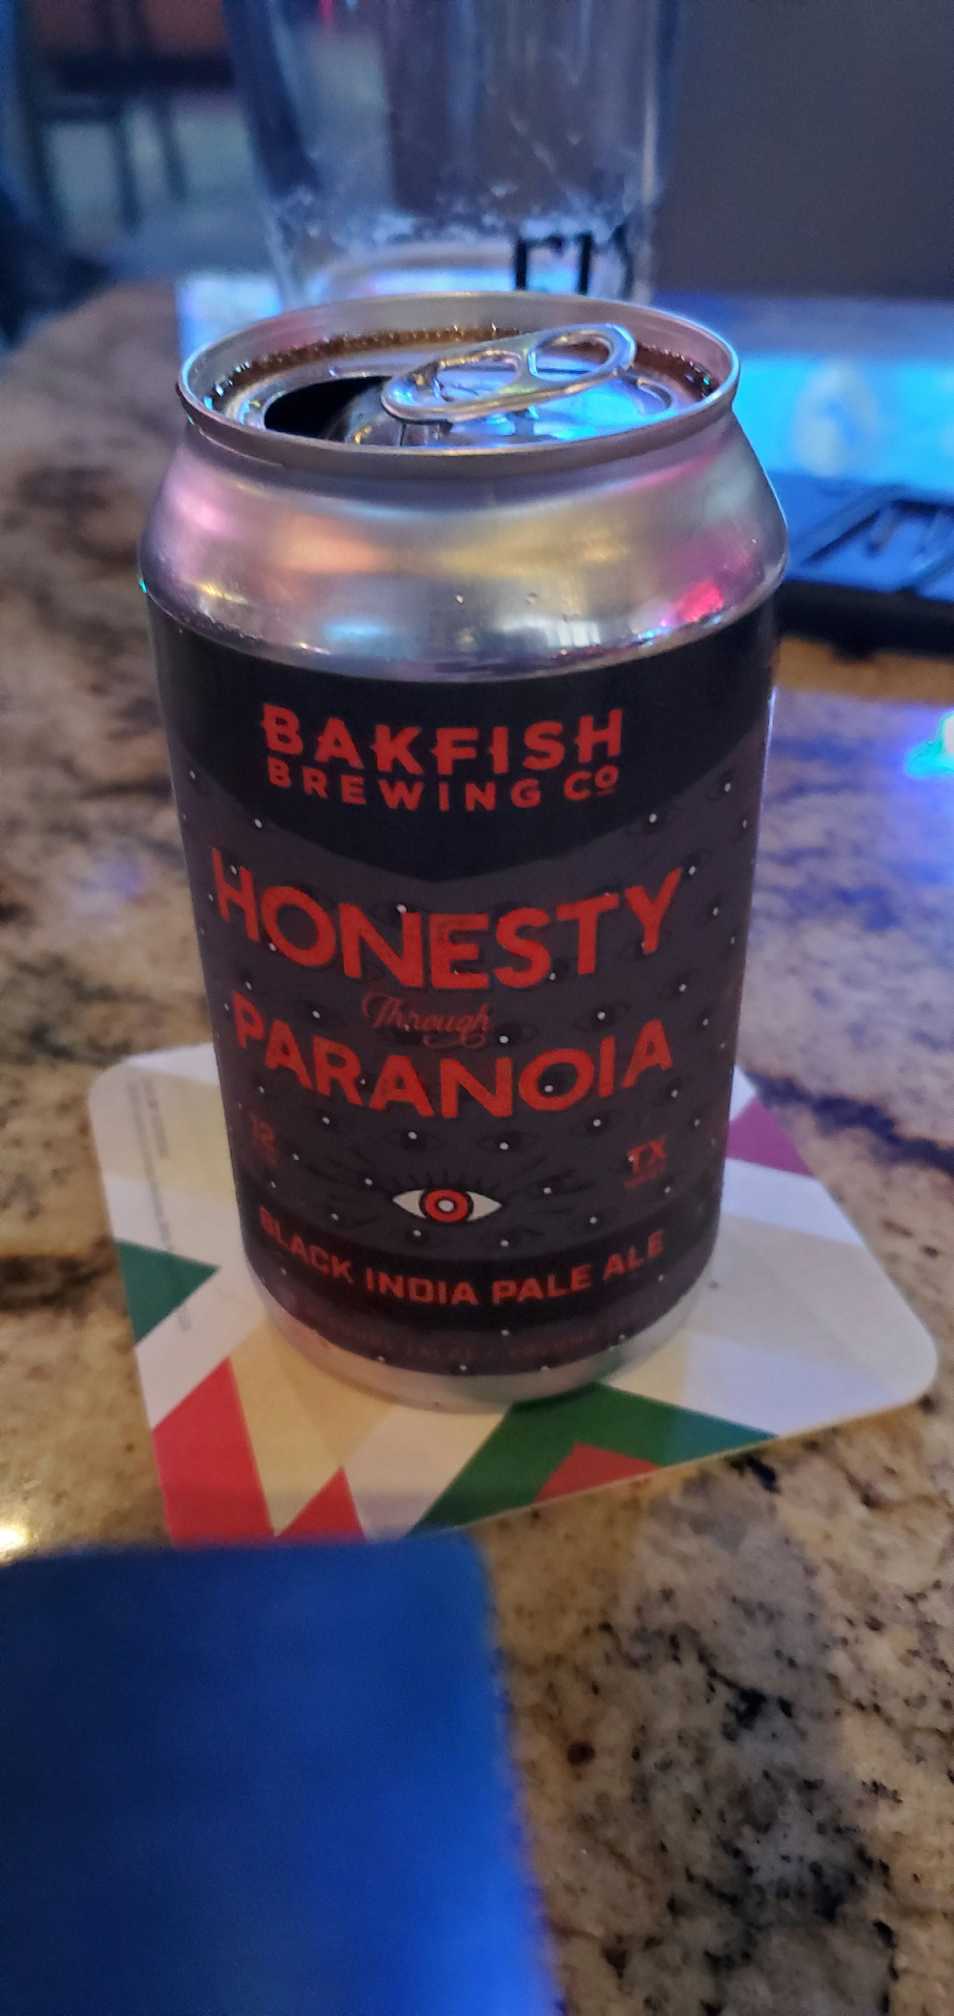 BAKFISH
BREWING CO
HONESTY
Through
PARANOIA
12
TX
BLACK INDIA PALE ALE